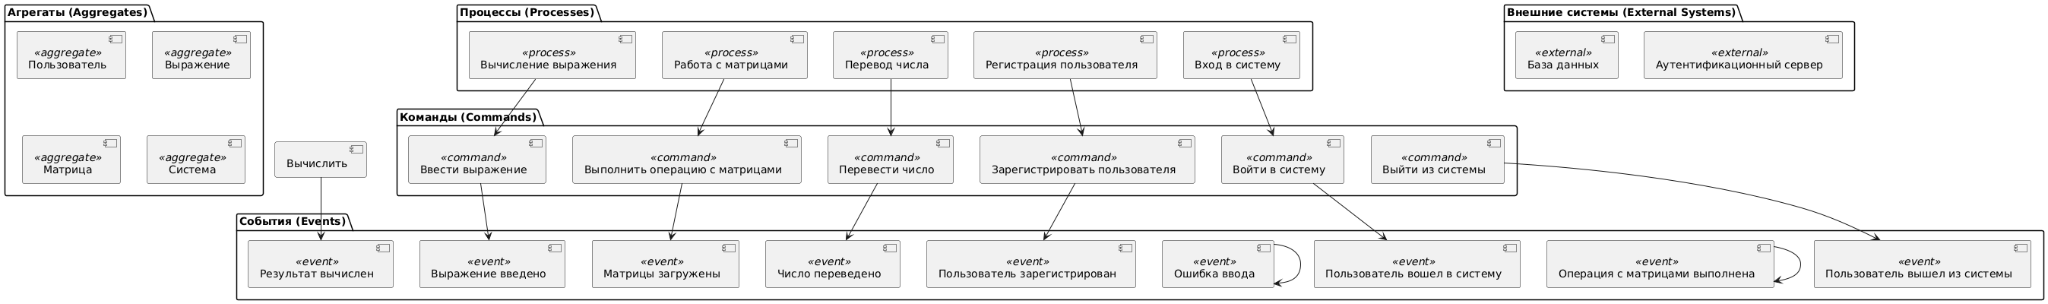 Агрегаты (Aggregates)
«aggregate»
Пользователь
«aggregate»
Выражение
«aggregate»
Матрица
«aggregate»
Система
Процессы (Processes)
«process»
Вычисление выражения
«process»
Работа с матрицами
«process»
Перевод числа
«process»
Регистрация пользователя
«process»
Вход в систему
Внешние системы (External Systems)
«external»
База данных
«external»
Аутентификационный сервер
Вычислить
Команды (Commands)
«command»
Ввести выражение
«command»
Выполнить операцию с матрицами
«command»
Перевести число
«command»
Зарегистрировать пользователя
«command»
Войти в систему
«command»
Выйти из системы
События (Events)
«event»
Результат вычислен
«event»
Выражение введено
«event»
Матрицы загружены
«event»
Число переведено
«event»
Пользователь зарегистрирован
«event»
Ошибка ввода
«event»
Пользователь вошел в систему
«event»
Операция с матрицами выполнена
«event»
Пользователь вышел из системы